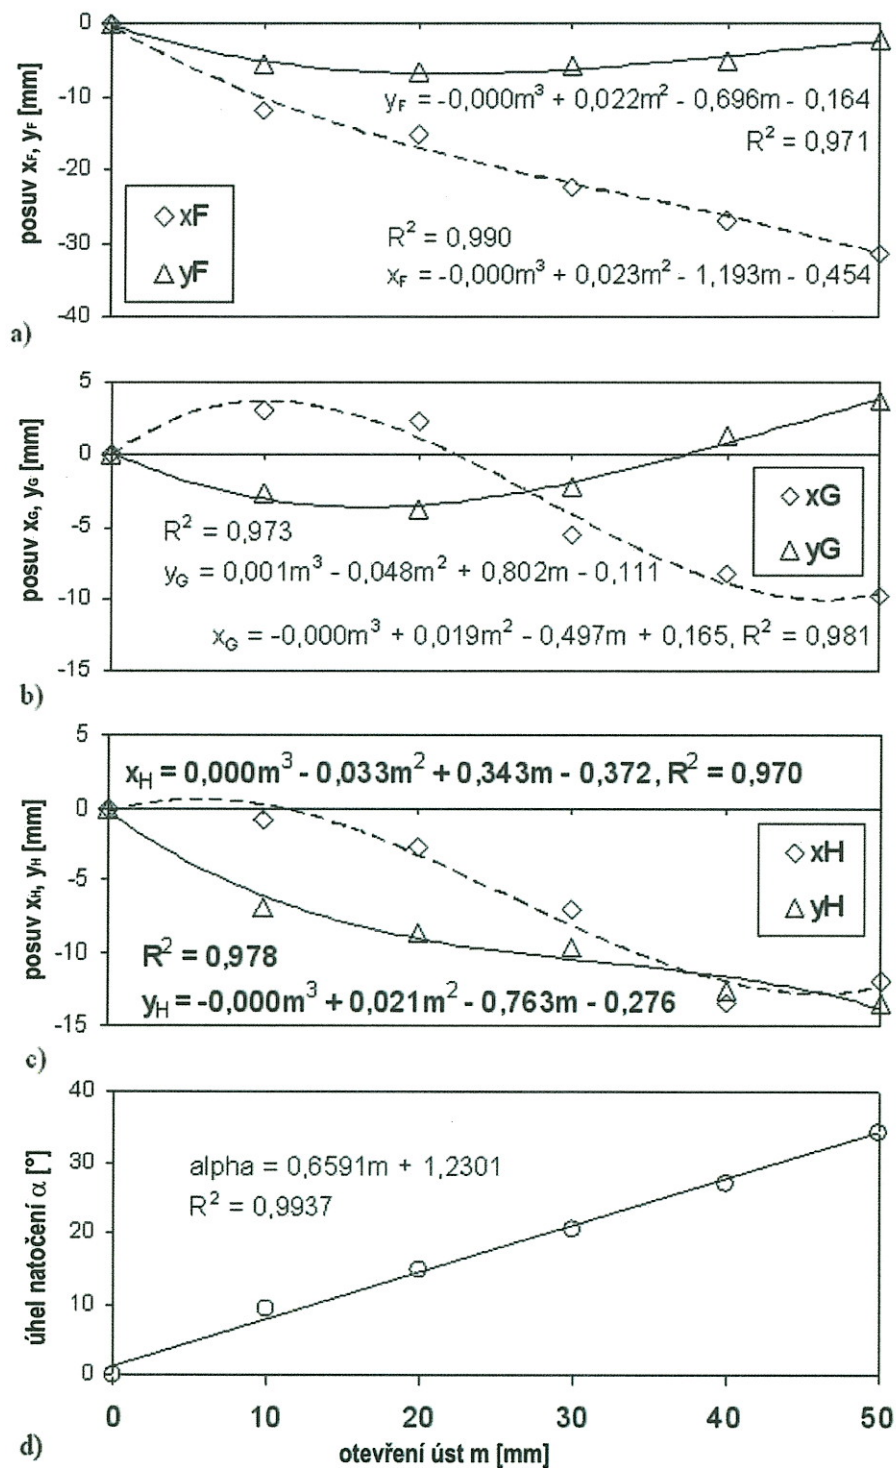 0
-10
-20
-30
-40
posuv xF, yF [mm]
yF = -0,000m³ + 0,022m² - 0,696m - 0,164
R² = 0,971
xF
yF
R² = 0,990
xF = -0,000m³ + 0,023m² - 1,193m - 0,454
a)
5
0
-5
-10
-15
posuv xG, yG [mm]
xG
yG
R² = 0,973
yG = 0,001m³ - 0,048m² + 0,802m - 0,111
xG = -0,000m³ + 0,019m² - 0,497m + 0,165, R² = 0,981
b)
5
0
-5
-10
-15
posuv xH, yH [mm]
xH = 0,000m³ - 0,033m² + 0,343m - 0,372, R² = 0,970
xH
yH
R² = 0,978
yH = -0,000m³ + 0,021m² - 0,763m - 0,276
c)
40
30
20
10
0
úhel natočení α [°]
alpha = 0,6591m + 1,2301
R² = 0,9937
0 10 20 30 40 50
otevření úst m [mm]
d)